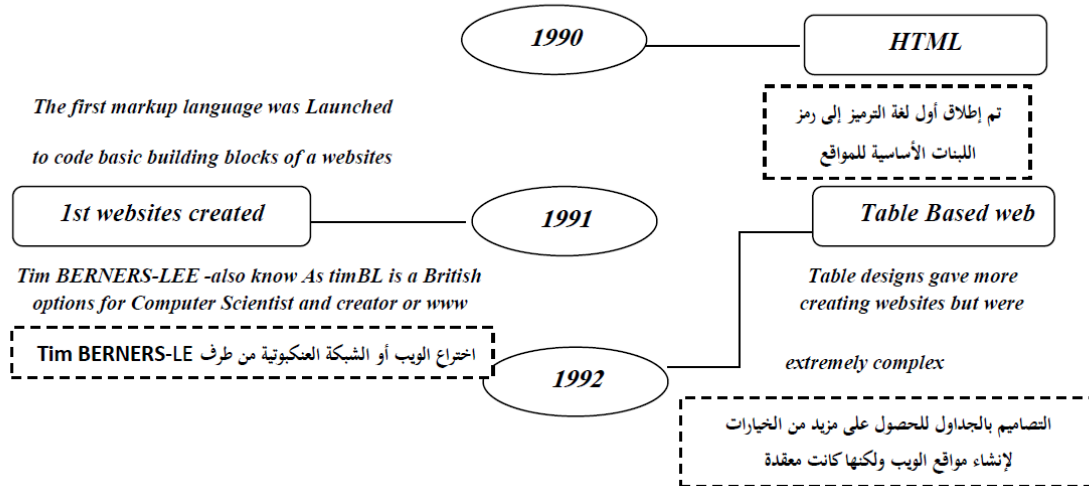 1990
HTML
The first markup language was Launched
to code basic building blocks of a websites
تم إطلاق أول لغة الترميز إلى رمز
اللبنات الأساسية للمواقع
1st websites created
1991
Table Based web
Tim BERNERS-LEE -also know As timBL is a British
options for Computer Scientist and creator or www
Table designs gave more
creating websites but were
اختراع الويب أو الشبكة العنكبوتية من طرف Tim BERNERS-LE
1992
extremely complex
التصاميم بالجداول للحصول على مزيد من الخيارات
لإنشاء مواقع الويب ولكنها كانت معقدة